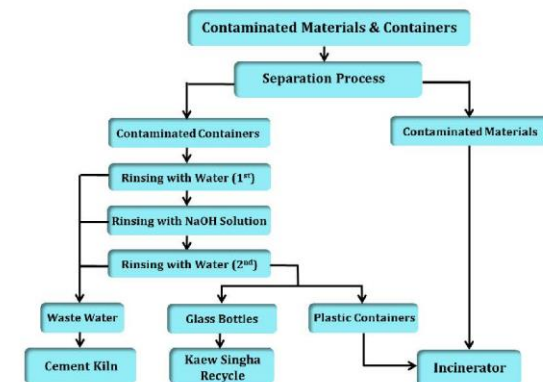 Contaminated Materials & Containers
Separation Process
Contaminated Containers
Contaminated Materials
Rinsing with Water (1st)
Rinsing with NaOH Solution
Rinsing with Water (2nd)
Waste Water
Glass Bottles
Plastic Containers
Cement Kiln
Kaew Singha
Recycle
Incinerator